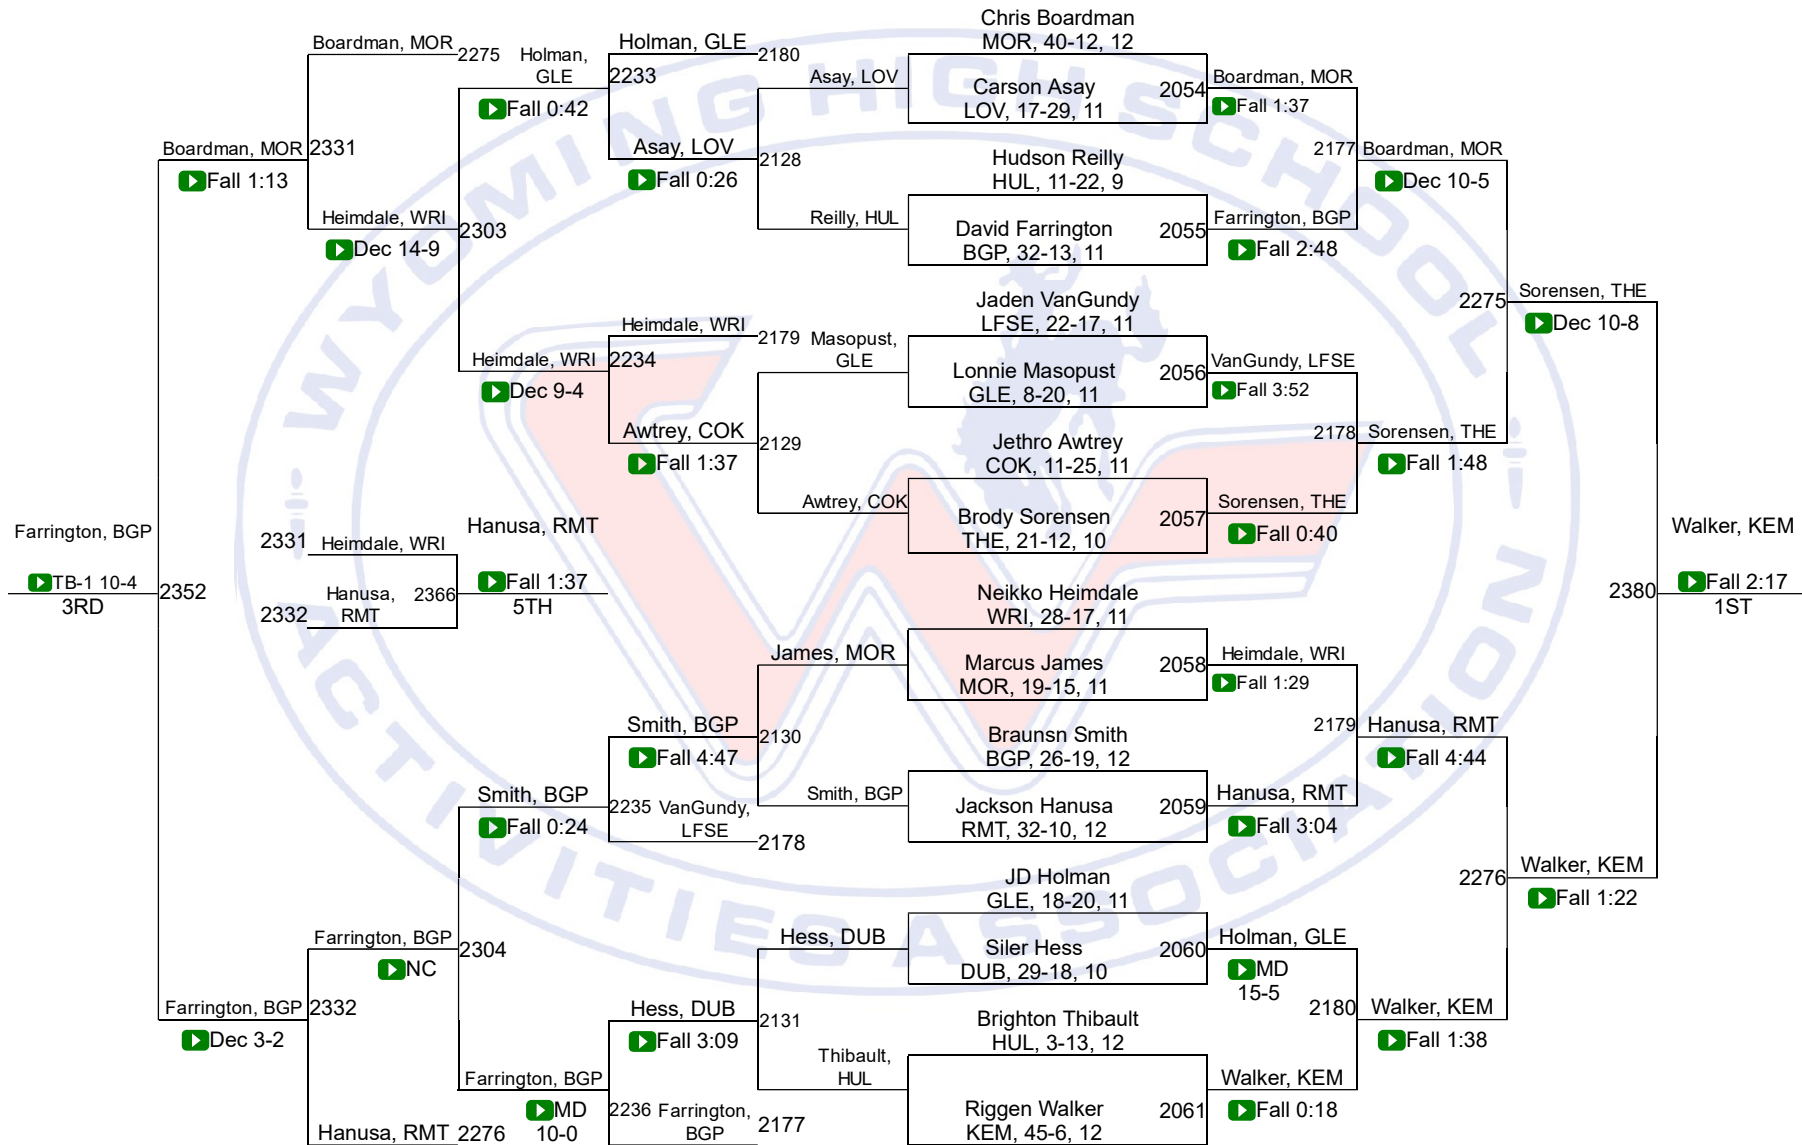 Chris Boardman
MOR, 40-12, 12
Boardman, MOR
2275
Holman,
GLE
Holman, GLE
2180
2233
Fall 0:42
Asay, LOV
Carson Asay
LOV, 17-29, 11
2054
Boardman, MOR
Fall 1:37
Boardman, MOR
2331
Fall 1:13
Asay, LOV
2128
Fall 0:26
Hudson Reilly
HUL, 11-22, 9
2177
Boardman, MOR
Dec 10-5
Heimdale, WRI
2303
Dec 14-9
Reilly, HUL
David Farrington
BGP, 32-13, 11
2055
Farrington, BGP
Fall 2:48
Jaden VanGundy
LFSE, 22-17, 11
2275
Sorensen, THE
Dec 10-8
Heimdale, WRI
2179
Masopust,
GLE
Heimdale, WRI
2234
Dec 9-4
Lonnie Masopust
GLE, 8-20, 11
2056
VanGundy, LFSE
Fall 3:52
Awtrey, COK
2129
Fall 1:37
Jethro Awtrey
COK, 11-25, 11
2178
Sorensen, THE
Fall 1:48
Awtrey, COK
Brody Sorensen
THE, 21-12, 10
2057
Sorensen, THE
Fall 0:40
Farrington, BGP
TB-1 10-4
3RD
2352
2331
Heimdale, WRI
2332
Hanusa,
RMT
2366
Hanusa, RMT
Fall 1:37
5TH
Walker, KEM
2380
Fall 2:17
1ST
Neikko Heimdale
WRI, 28-17, 11
James, MOR
Marcus James
MOR, 19-15, 11
2058
Heimdale, WRI
Fall 1:29
Smith, BGP
2130
Fall 4:47
Braunsn Smith
BGP, 26-19, 12
2179
Hanusa, RMT
Fall 4:44
Smith, BGP
Fall 0:24
2235
VanGundy,
LFSE
2178
Smith, BGP
Jackson Hanusa
RMT, 32-10, 12
2059
Hanusa, RMT
Fall 3:04
JD Holman
GLE, 18-20, 11
2276
Walker, KEM
Fall 1:22
Farrington, BGP
2304
NC
Hess, DUB
Siler Hess
DUB, 29-18, 10
2060
Holman, GLE
MD
15-5
Farrington, BGP
2332
Dec 3-2
Hess, DUB
2131
Fall 3:09
Brighton Thibault
HUL, 3-13, 12
2180
Walker, KEM
Fall 1:38
Thibault,
HUL
Farrington, BGP
MD
10-0
2236
Farrington,
BGP
2177
Riggen Walker
KEM, 45-6, 12
2061
Walker, KEM
Fall 0:18
Hanusa, RMT
2276
WYOMING HIGH SCHOOL
ACTIVITIES ASSOCIATION